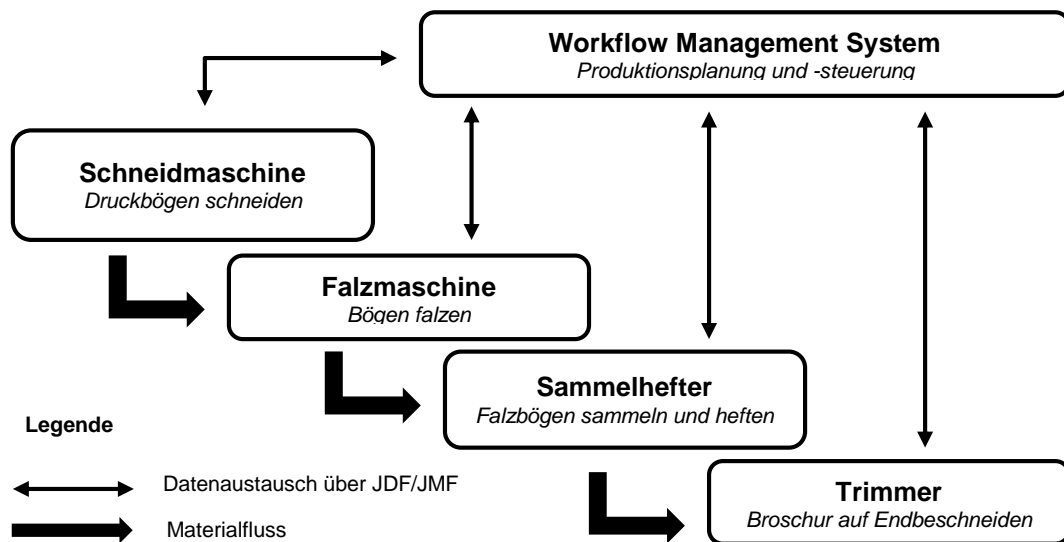 Workflow Management System
Produktionsplanung und -steuerung
Schneidmaschine
Druckbögen schneiden
Falzmaschine
Bögen falzen
Sammelhefter
Falzbögen sammeln und heften
Trimmer
Broschur auf Endbeschneiden
Legende
Datenaustausch über JDF/JMF
Materialfluss